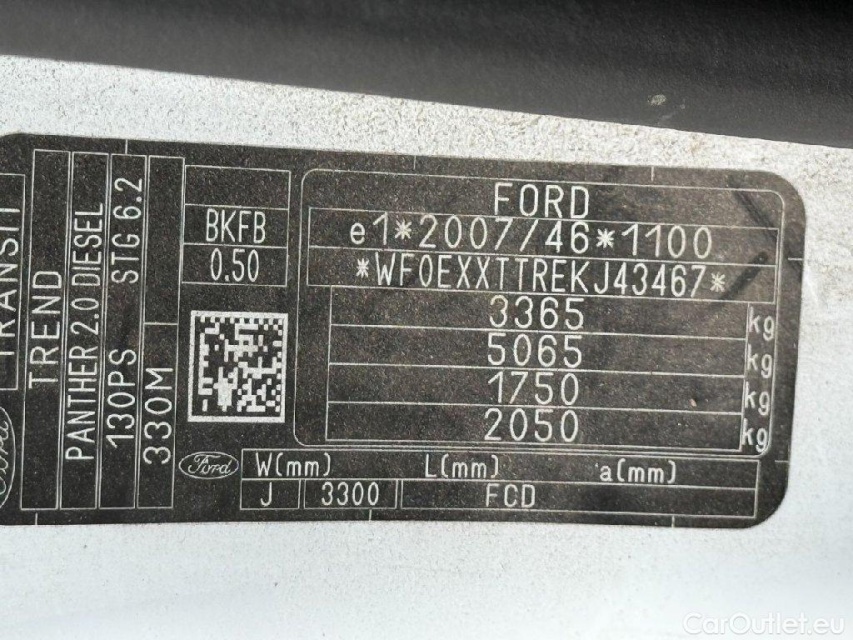 TRANSIT
TREND
PANTHER 2.0 DIESEL
130PS STG 6.2
330M
Ford
BKFB
0.50
FORD
e1*2007/46*1100
*WF0EXXTTREKJ43467*
3365 kg
5065 kg
1750 kg
2050 kg
Ford
W(mm) L(mm) a(mm)
J 3300 FCD
CarOutlet.eu